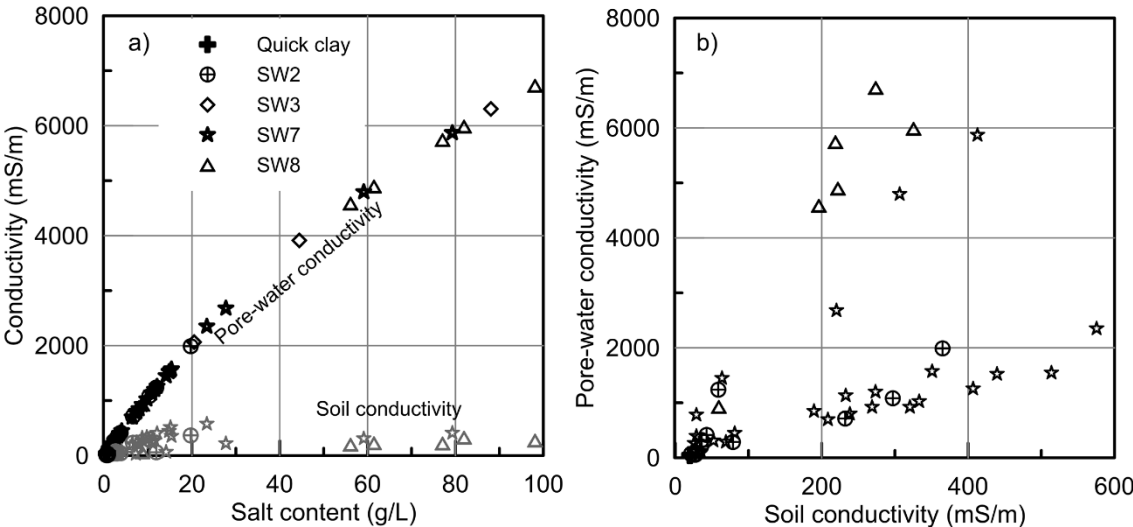 a)
Quick clay
SW2
SW3
SW7
SW8
Pore-water conductivity
Soil conductivity
Conductivity (mS/m)
8000
6000
4000
2000
0
0 20 40 60 80 100
Salt content (g/L)
b)
Pore-water conductivity (mS/m)
8000
6000
4000
2000
0
0 200 400 600
Soil conductivity (mS/m)